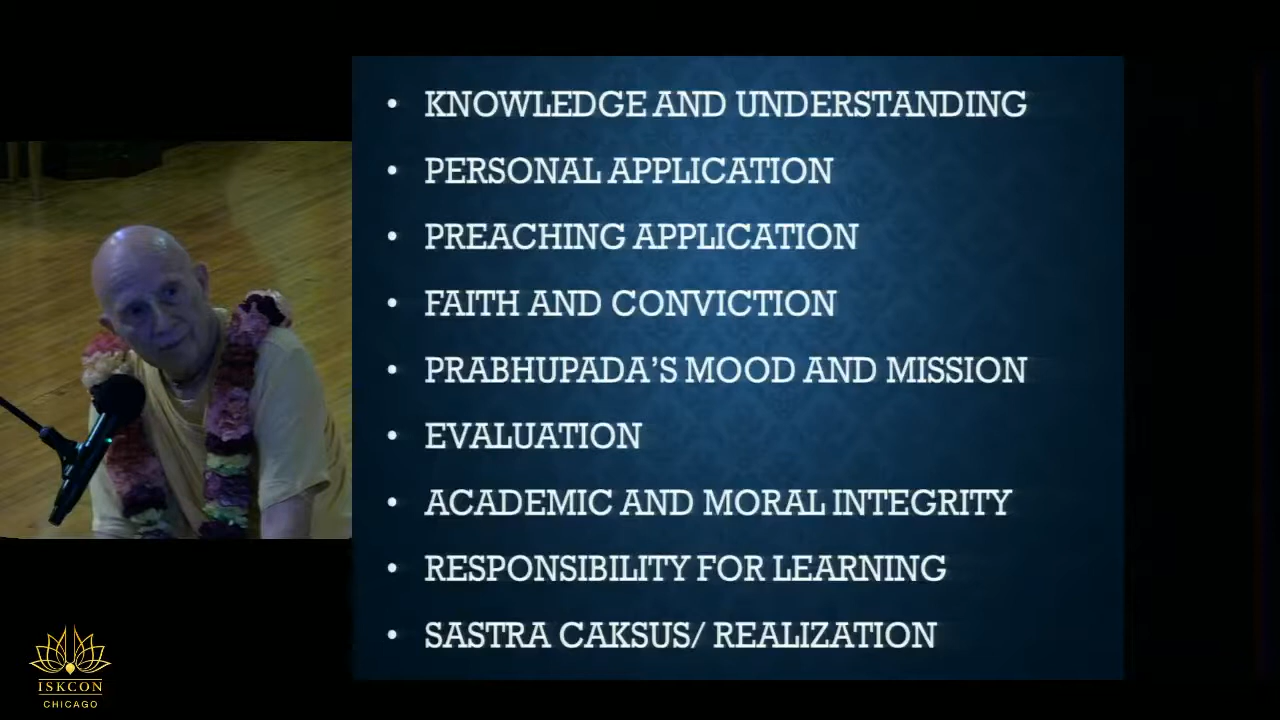 • KNOWLEDGE AND UNDERSTANDING
• PERSONAL APPLICATION
• PREACHING APPLICATION
• FAITH AND CONVICTION
• PRABHUPADA'S MOOD AND MISSION
• EVALUATION
• ACADEMIC AND MORAL INTEGRITY
• RESPONSIBILITY FOR LEARNING
• SASTRA CAKSUS/ REALIZATION
ISKCON
CHICAGO